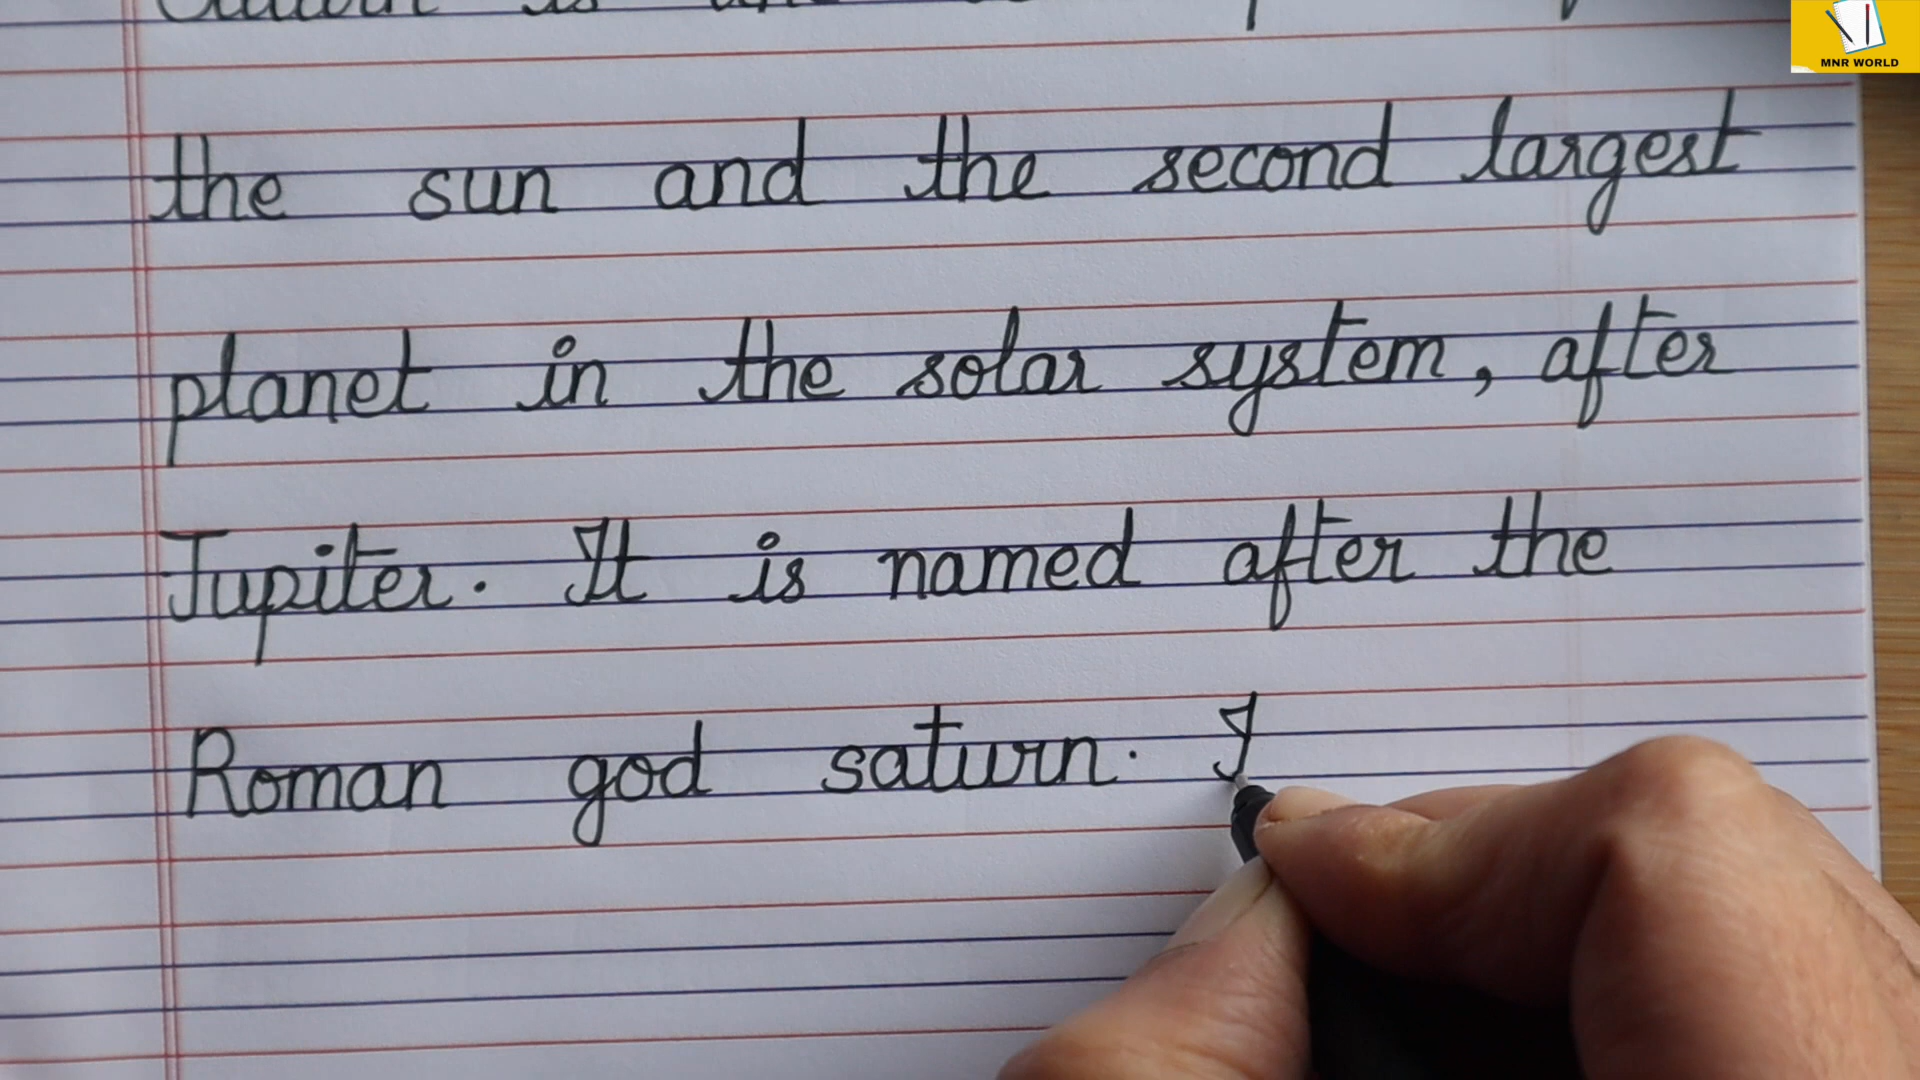 is
MNR WORLD
the sun and the second largest
planet in the solar system, after
Jupiter. It is named after the
Roman god saturn. I